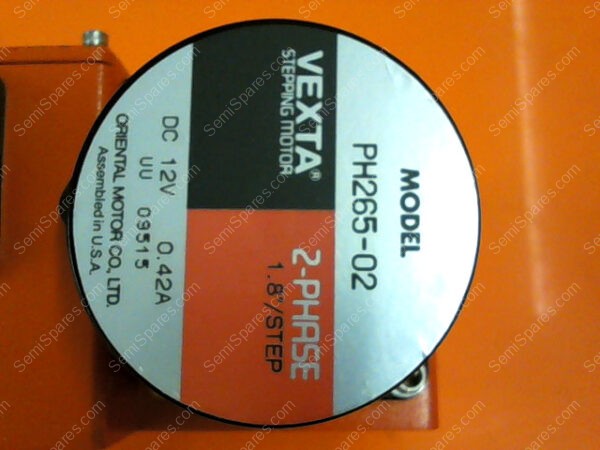 MODEL
PH265-02
VEXTA®
STEPPING MOTOR
2-PHASE
1.8°/STEP
DC 12V 0.42A
UU 09515
ORIENTAL MOTOR CO., LTD.
Assembled in U.S.A.
SemiSpares.com